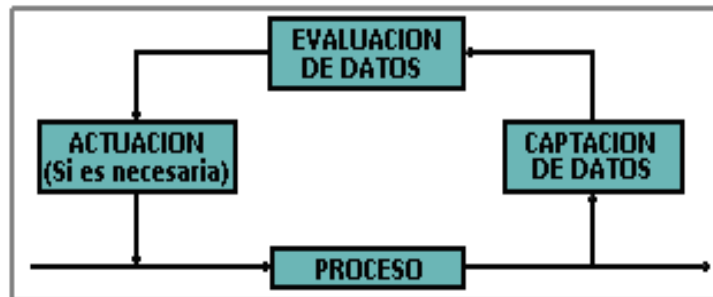 EVALUACION
DE DATOS
ACTUACION
(Si es necesaria)
CAPTACION
DE DATOS
PROCESO